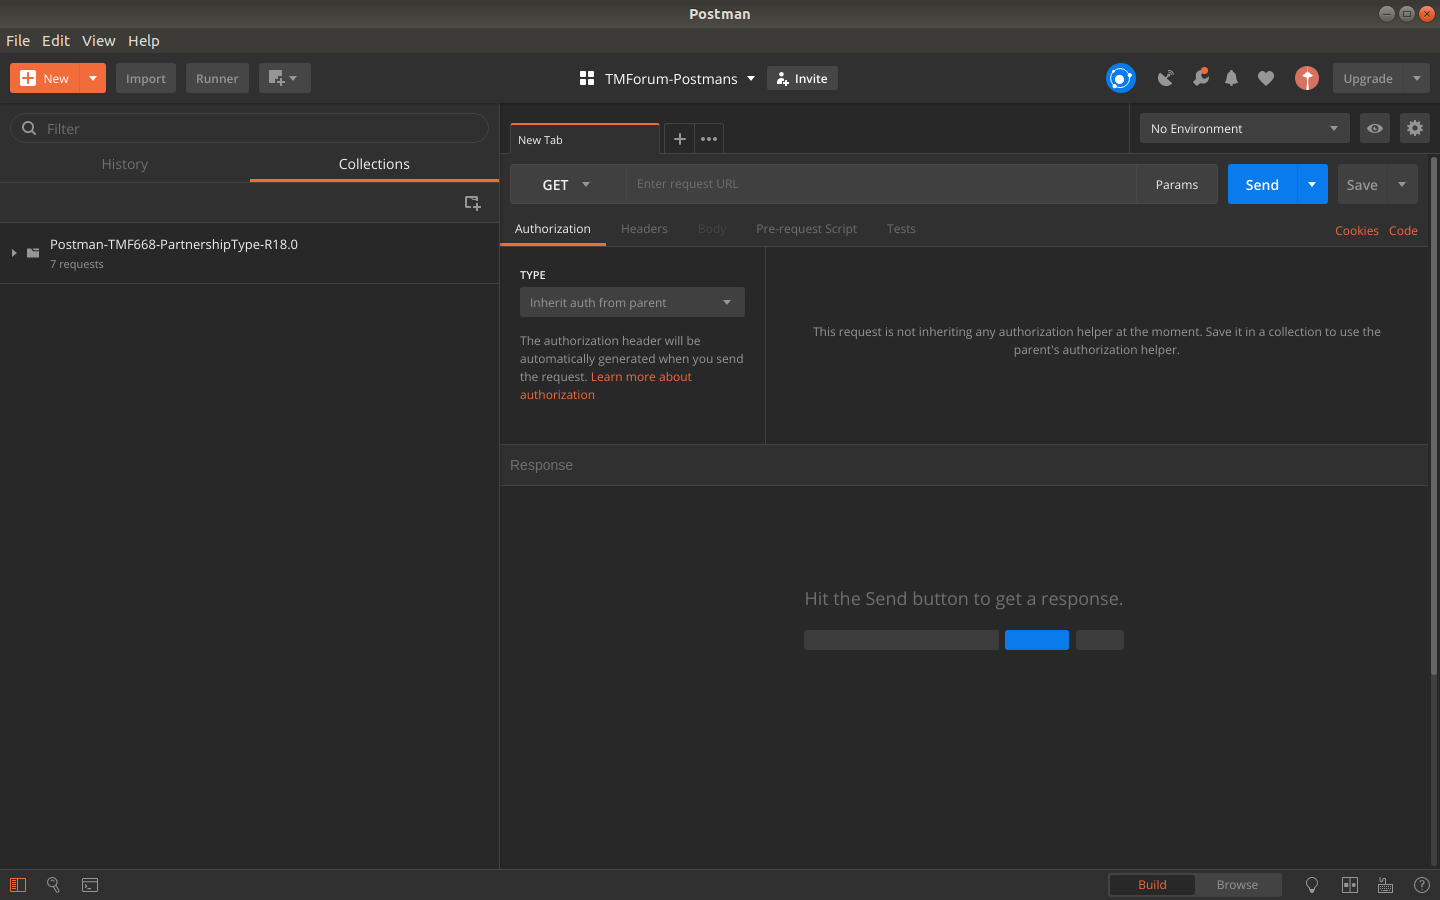 Postman
File Edit View Help
New Import Runner TMForum-Postmans Invite Upgrade
Filter
History Collections
Postman-TMF668-PartnershipType-R18.0
7 requests
New Tab
No Environment
GET Enter request URL Params Send Save
Authorization Headers Body Pre-request Script Tests Cookies Code
TYPE
Inherit auth from parent
The authorization header will be
automatically generated when you send
the request. Learn more about
authorization
This request is not inheriting any authorization helper at the moment. Save it in a collection to use the
parent's authorization helper.
Response
Hit the Send button to get a response.
Build Browse